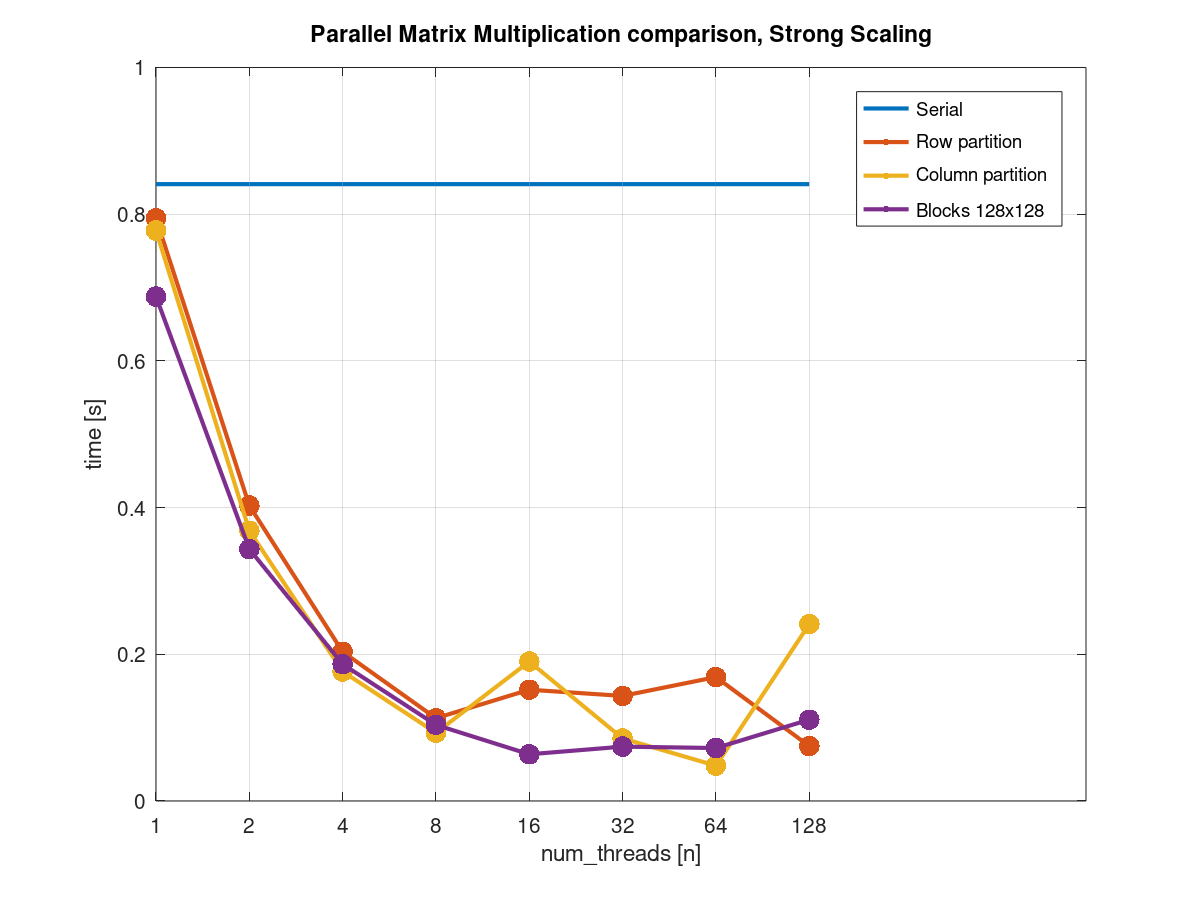 Parallel Matrix Multiplication comparison, Strong Scaling
1
0.8
0.6
0.4
0.2
0
time [s]
Serial
Row partition
Column partition
Blocks 128x128
1 2 4 8 16 32 64 128
num_threads [n]